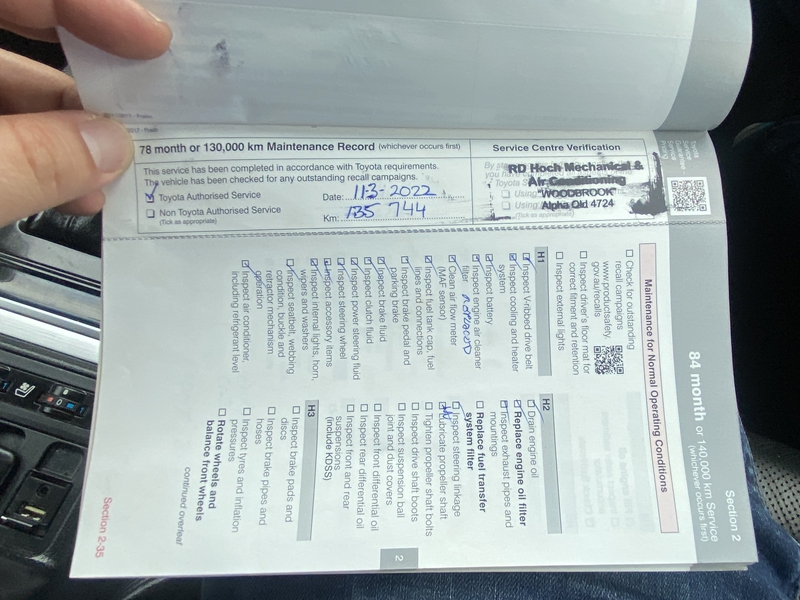 78 month or 130,000 km Maintenance Record (whichever occurs first)
This service has been completed in accordance with Toyota requirements.
The vehicle has been checked for any outstanding recall campaigns.
Toyota Authorised Service
Non Toyota Authorised Service
(Tick as appropriate)
Date: 11-3-2022
Km: 135 744
Service Centre Verification
RD Hoch Mechanical &
Air Conditioning
"WOODBROOK"
Alpha Qld 4724
(Tick as appropriate)
Section 2
84 month or 140,000 km Service
(whichever occurs first)
Maintenance for Normal Operating Conditions
Check for outstanding
recall campaigns
www.productsafety.
gov.au/recalls
Inspect driver's floor mat for
correct fitment and retention
Inspect external lights
H1
Inspect V-ribbed drive belt
Inspect cooling and heater
system
Inspect battery
Inspect engine air cleaner
filter REPLACED
Clean air flow meter
(MAF sensor)
Inspect fuel tank cap, fuel
lines and connections
Inspect brake pedal and
parking brake
Inspect brake fluid
Inspect clutch fluid
Inspect power steering fluid
Inspect steering wheel
Inspect accessory items
Inspect internal lights, horn,
wipers and washers
Inspect seatbelt, webbing
condition, buckle and
refractor mechanism
operation
Inspect air conditioner,
including refrigerant level
H2
Drain engine oil
Replace engine oil filter
Inspect exhaust pipes and
mountings
Replace fuel transfer
system filter
Inspect steering linkage
Lubricate propeller shaft
Tighten propeller shaft bolts
Inspect drive shaft boots
Inspect suspension ball
joint and dust covers
Inspect front differential oil
Inspect rear differential oil
Inspect front and rear
suspensions
(include KDSS)
H3
Inspect brake pads and
discs
Inspect brake pipes and
hoses
Inspect tyres and inflation
pressures
Rotate wheels and
balance front wheels
continued overleaf
2
Section 2-35